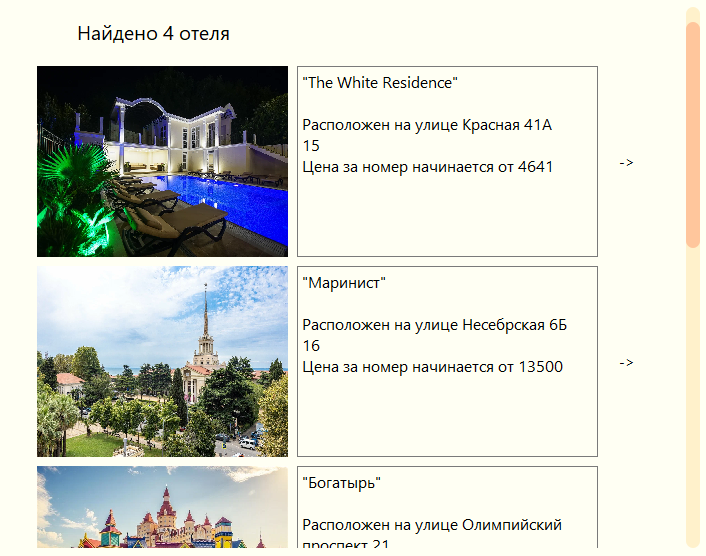 Найдено 4 отеля
"The White Residence"
Расположен на улице Красная 41А
15
Цена за номер начинается от 4641
->
"Маринист"
Расположен на улице Несебрская 6Б
16
Цена за номер начинается от 13500
->
"Богатырь"
Расположен на улице Олимпийский
проспект 21